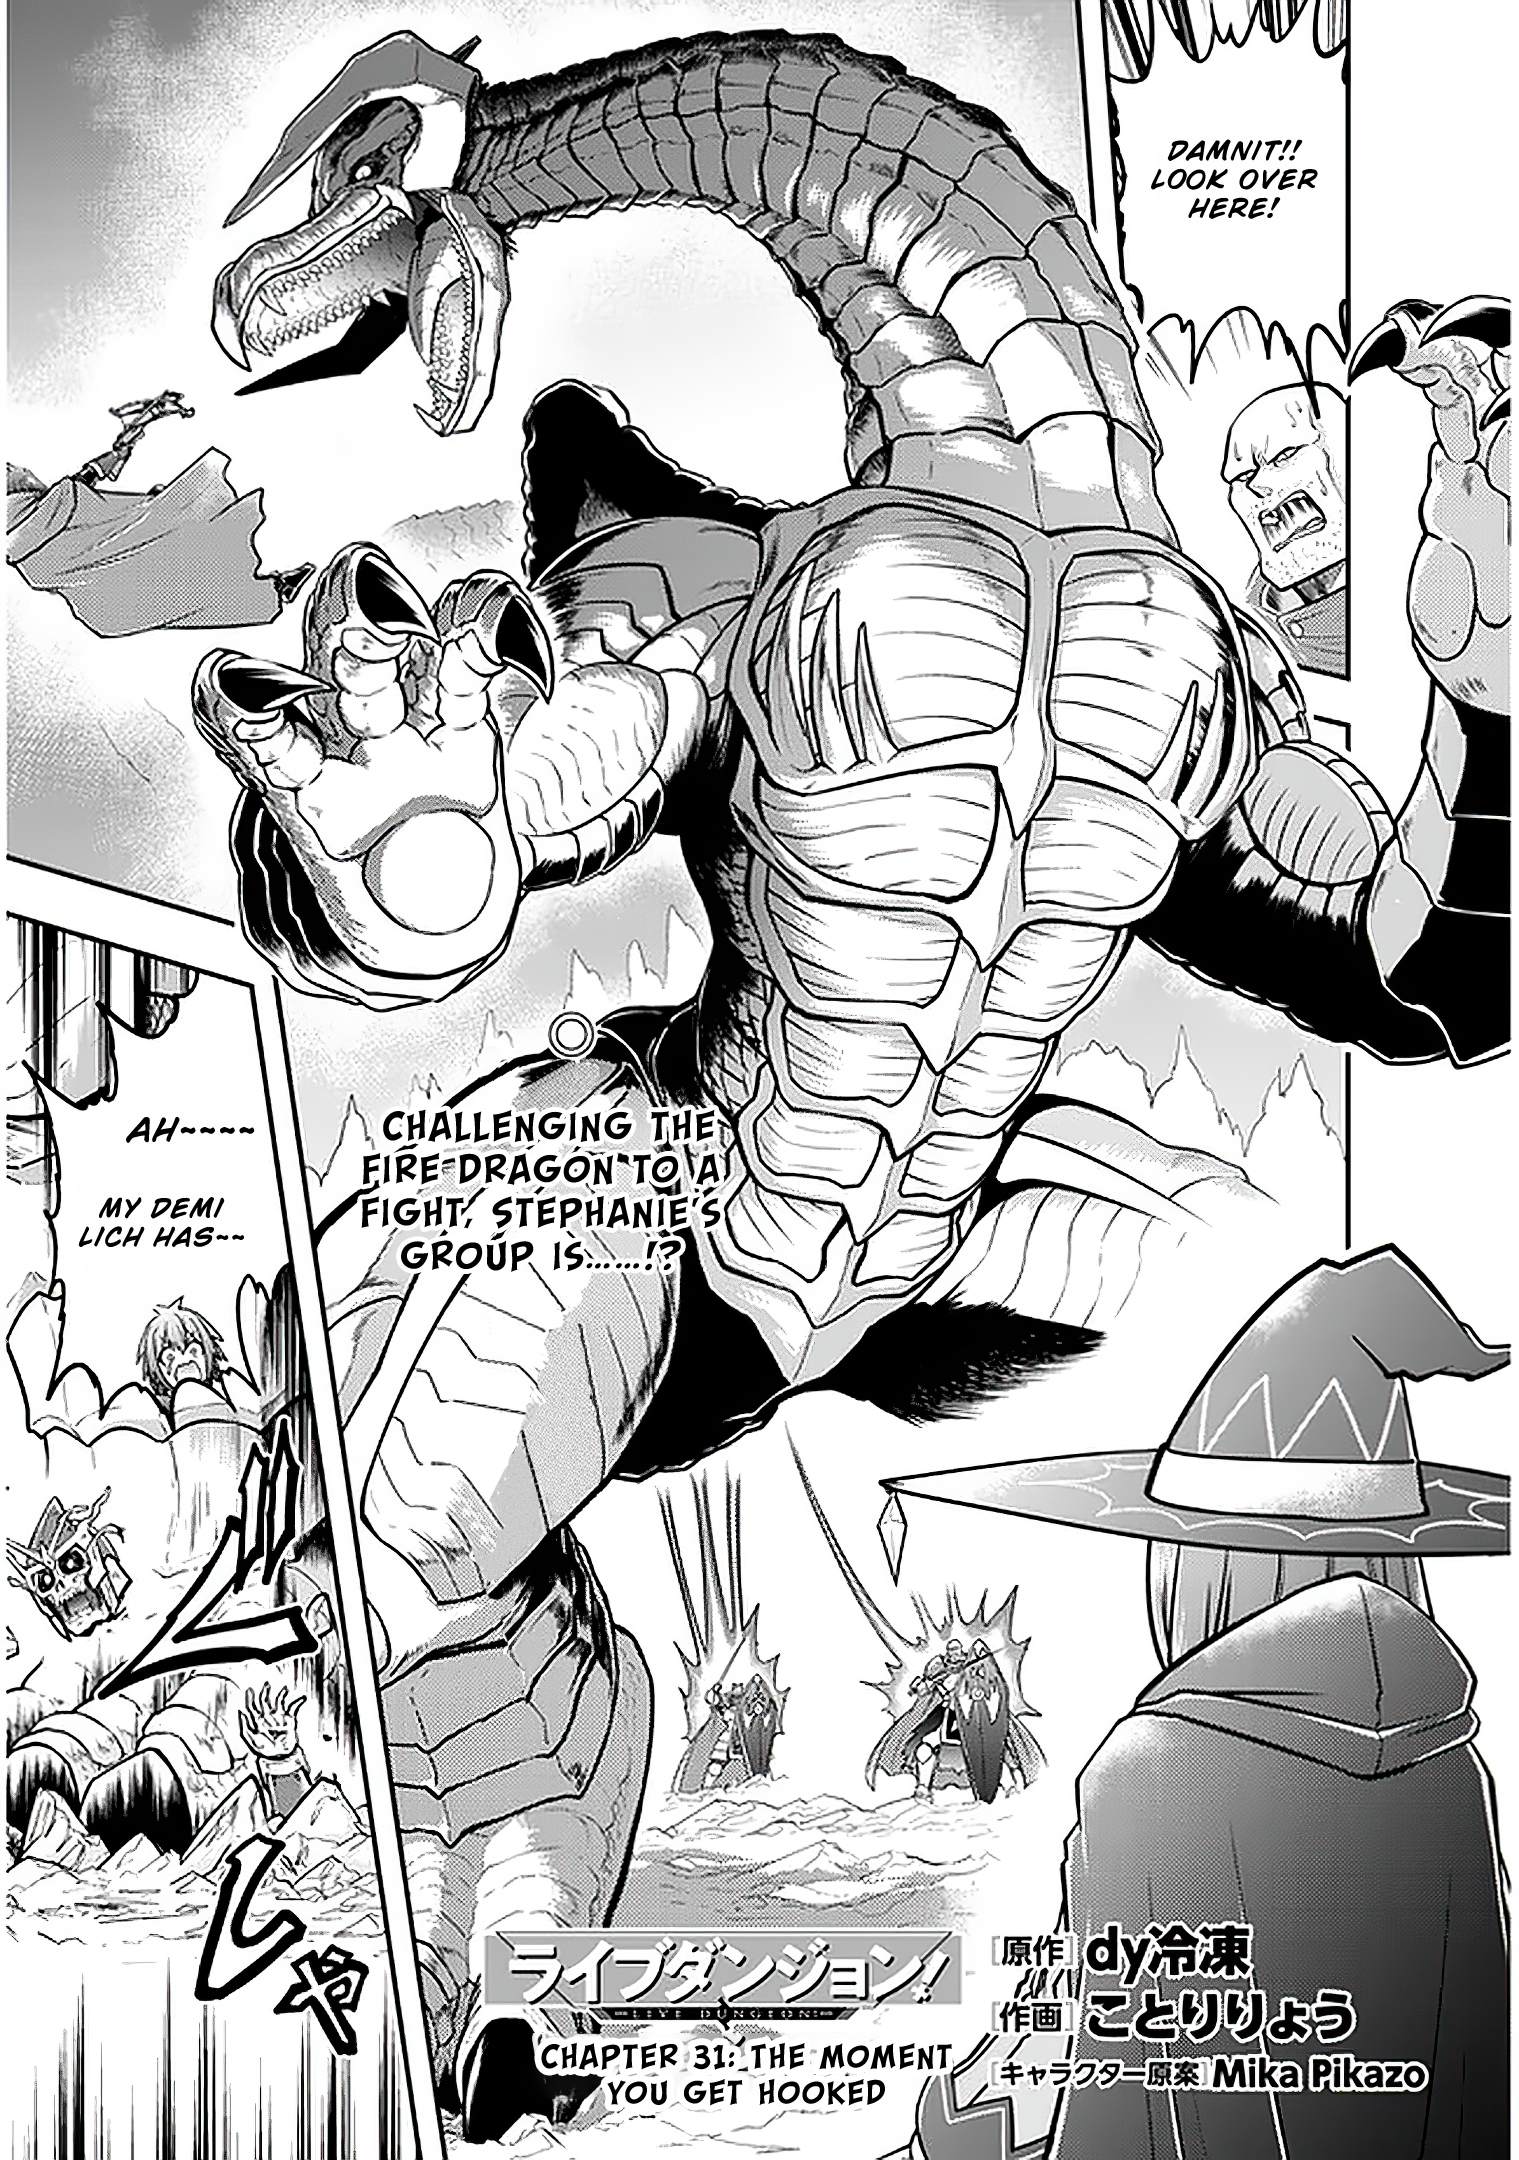 DAMNIT!!
LOOK OVER
HERE!
CHALLENGING THE
FIRE DRAGON TO A
FIGHT, STEPHANIE'S
GROUP IS......!?
AH~~~~
MY DEMI
LICH HAS~~
グシャ
ライブダンジョン!
LIVE DUNGEON!
CHAPTER 31: THE MOMENT
YOU GET HOOKED
[原作] dy冷凍
[作画] ことりりょう
[キャラクター原案] Mika Pikazo